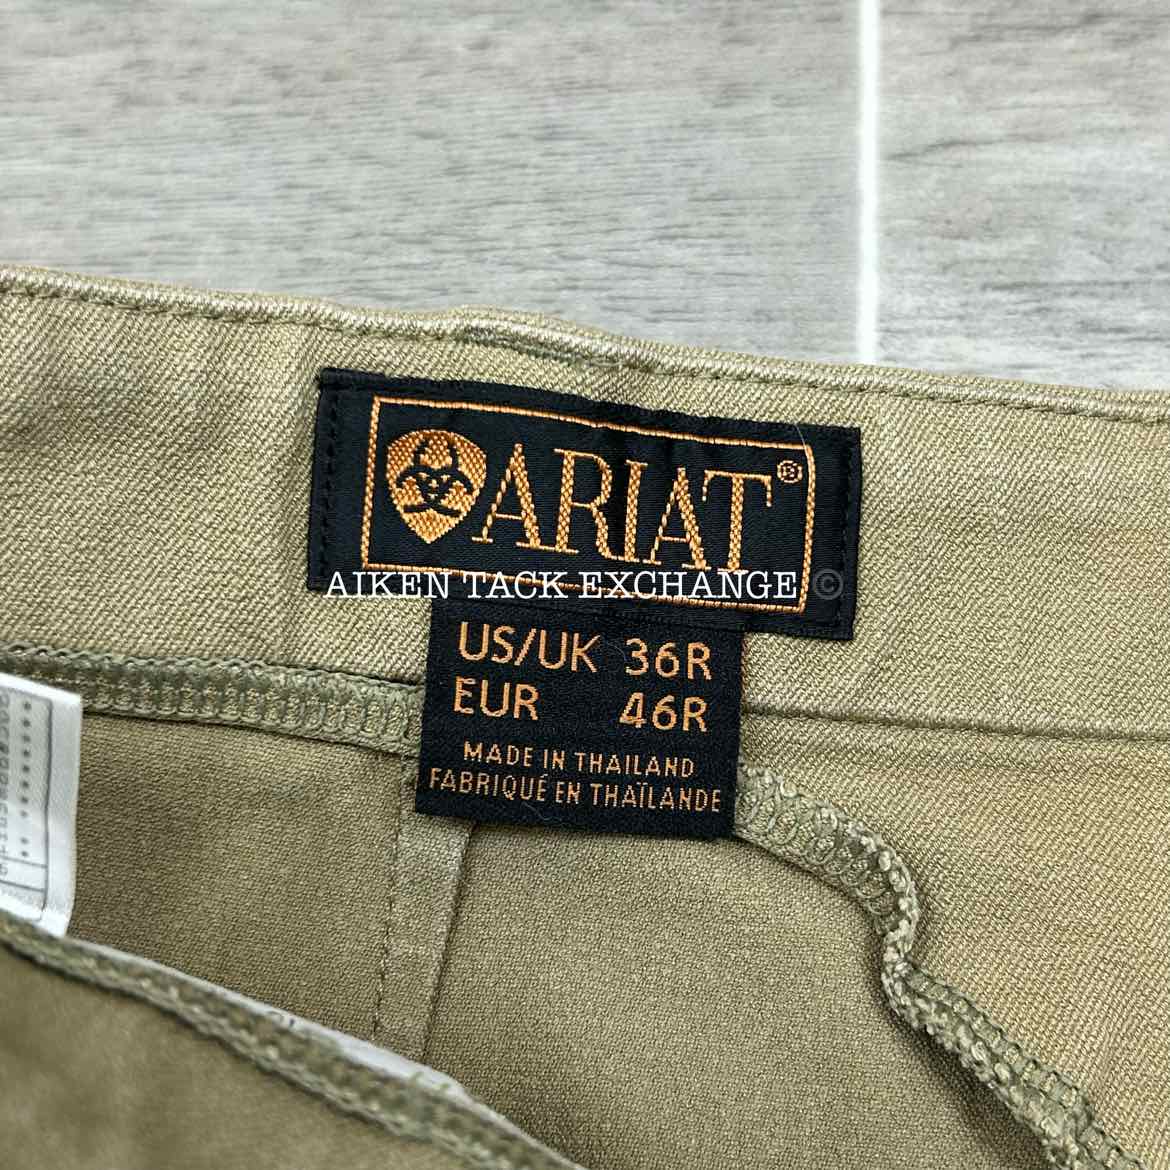 ARIAT®
AIKEN TACK EXCHANGE ©
US/UK 36R
EUR 46R
MADE IN THAILAND
FABRIQUÉ EN THAÏLANDE